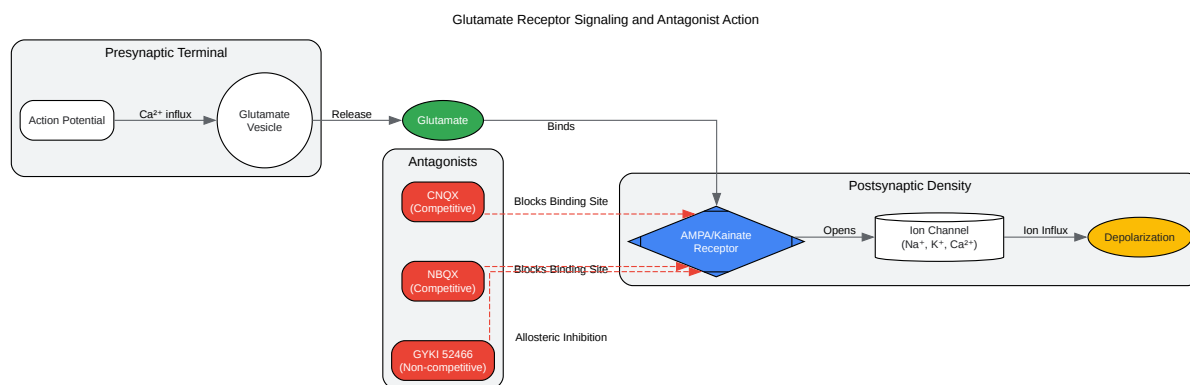 Glutamate Receptor Signaling and Antagonist Action
Presynaptic Terminal
Action Potential
Ca²⁺ influx
Glutamate
Vesicle
Release
Glutamate
Binds
Antagonists
CNQX
(Competitive)
Blocks Binding Site
NBQX
(Competitive)
Blocks Binding Site
GYKI 52466
(Non-competitive)
Allosteric Inhibition
Postsynaptic Density
AMPA/Kainate
Receptor
Opens
Ion Channel
(Na⁺, K⁺, Ca²⁺)
Ion Influx
Depolarization